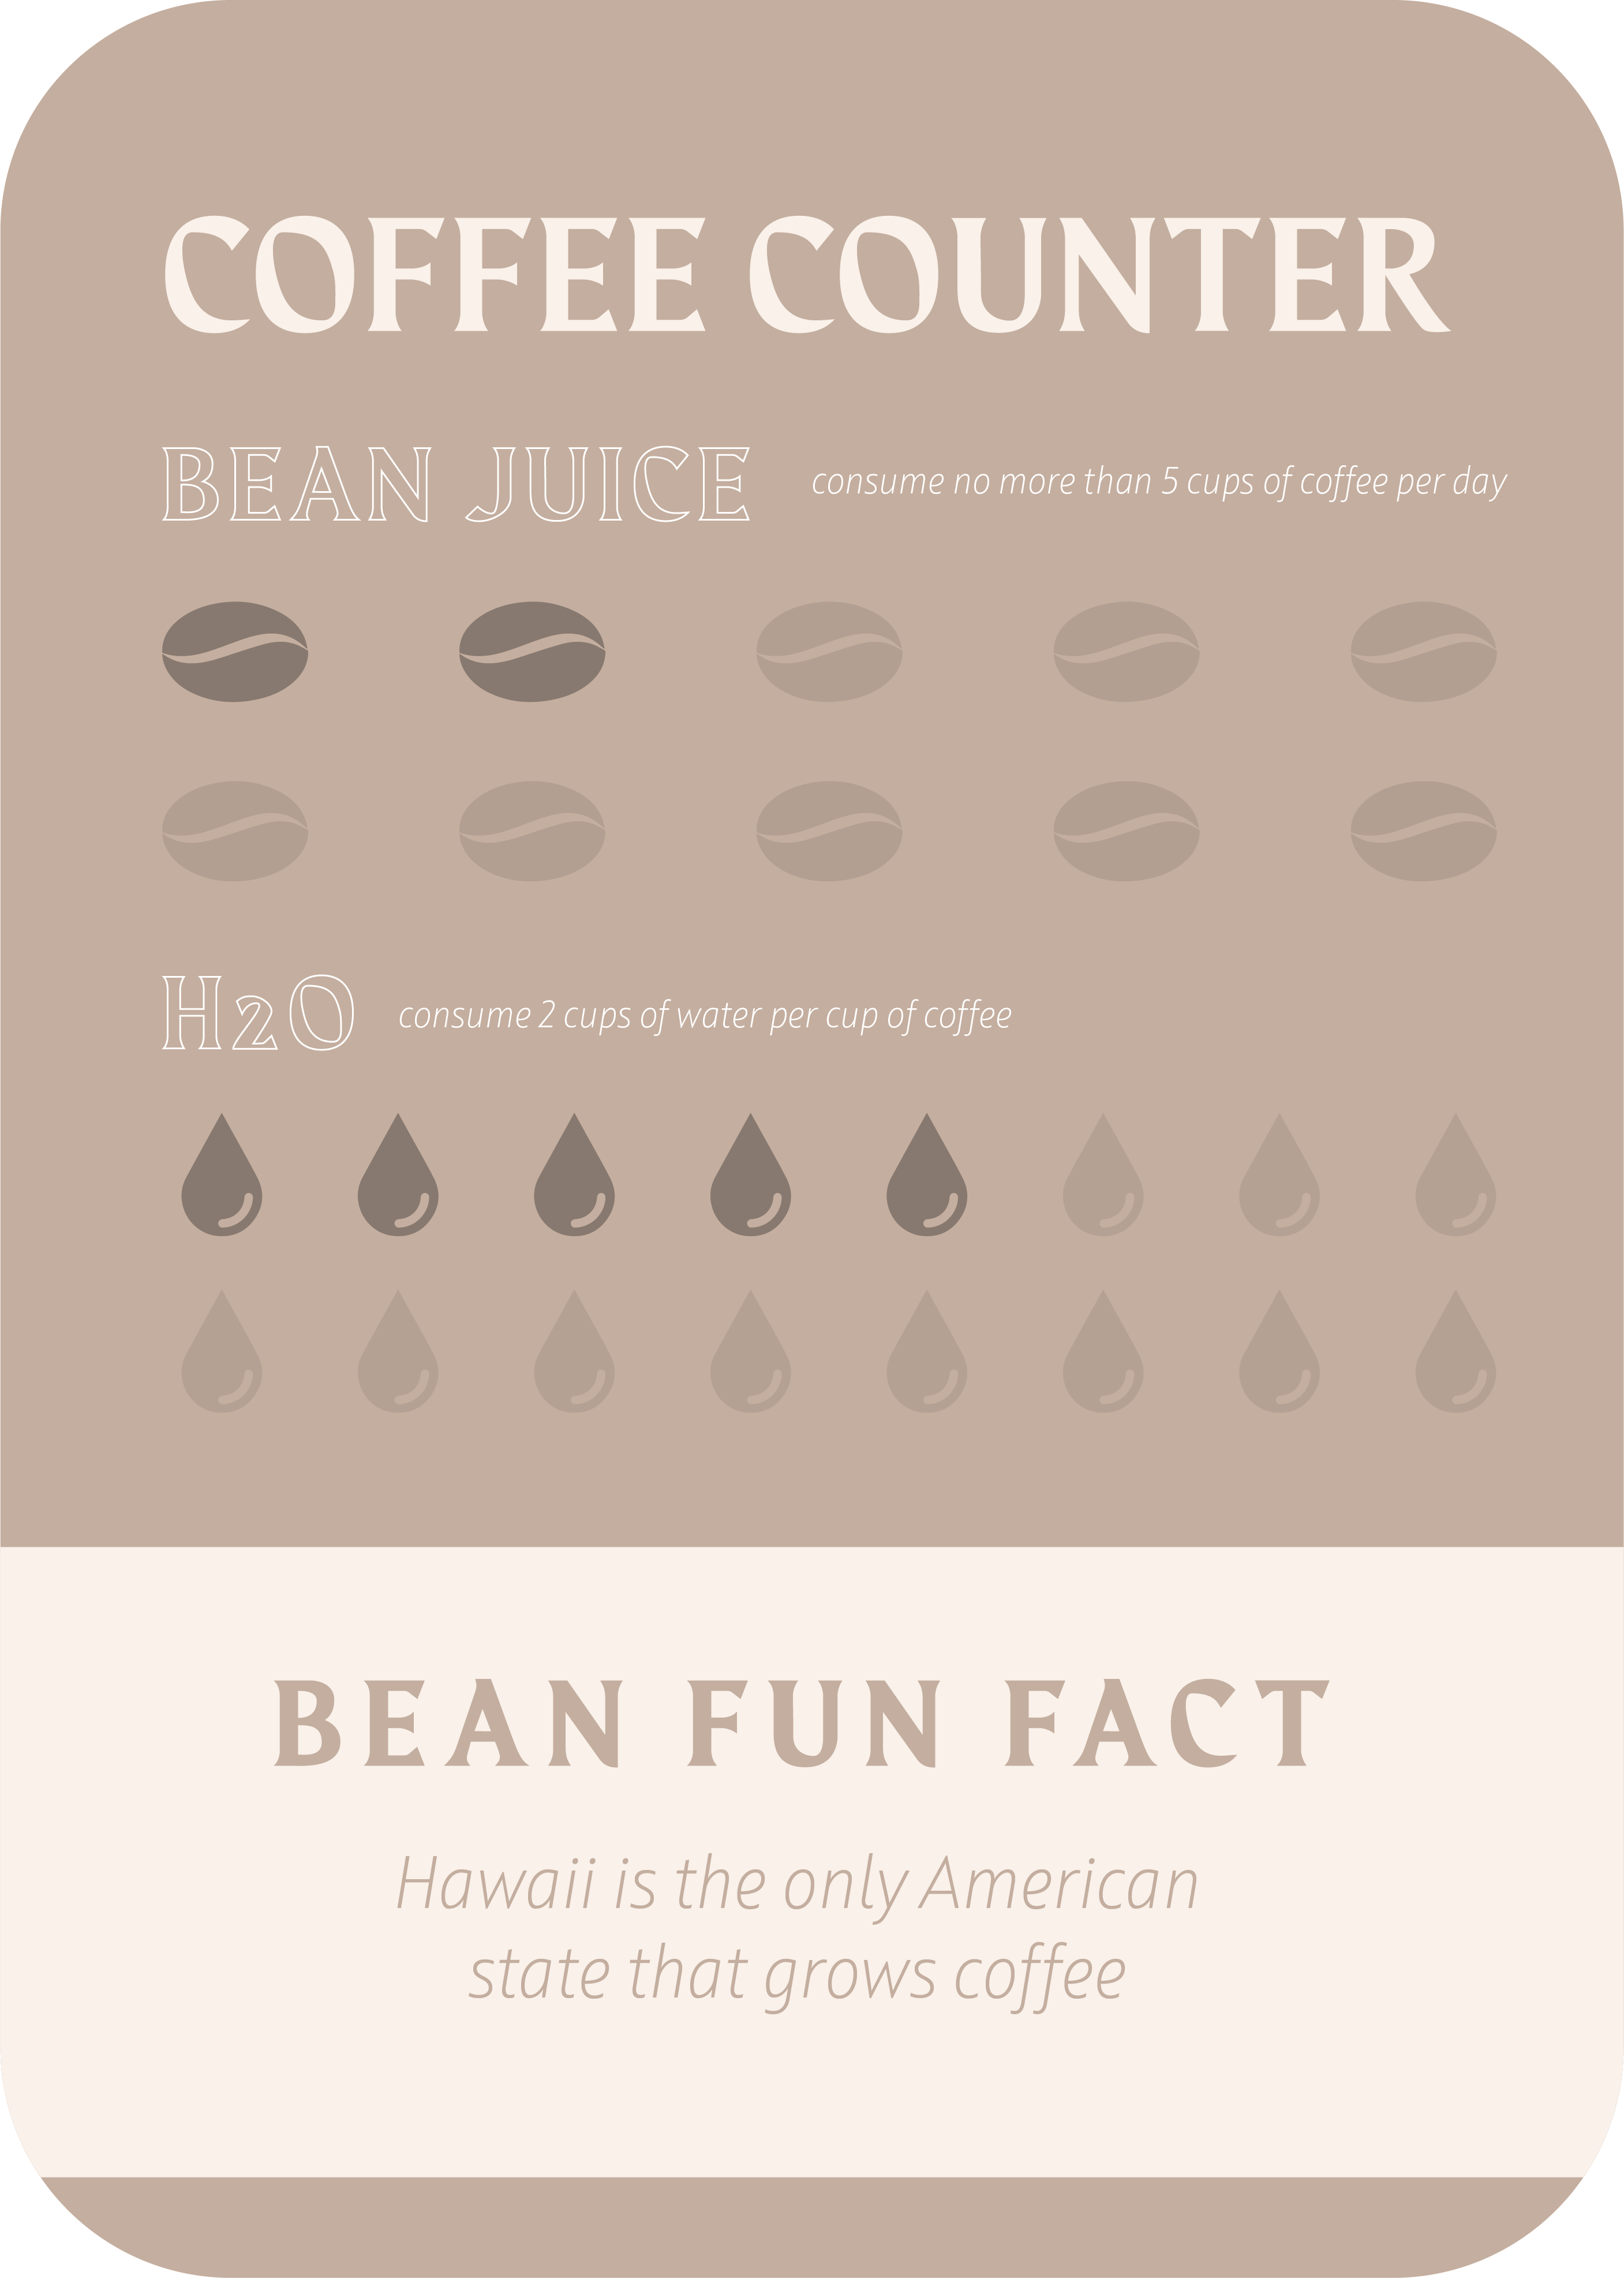 COFFEE COUNTER
BEAN JUICE consume no more than 5 cups of coffee per day
H2O consume 2 cups of water per cup of coffee
BEAN FUN FACT
Hawaii is the only American
state that grows coffee